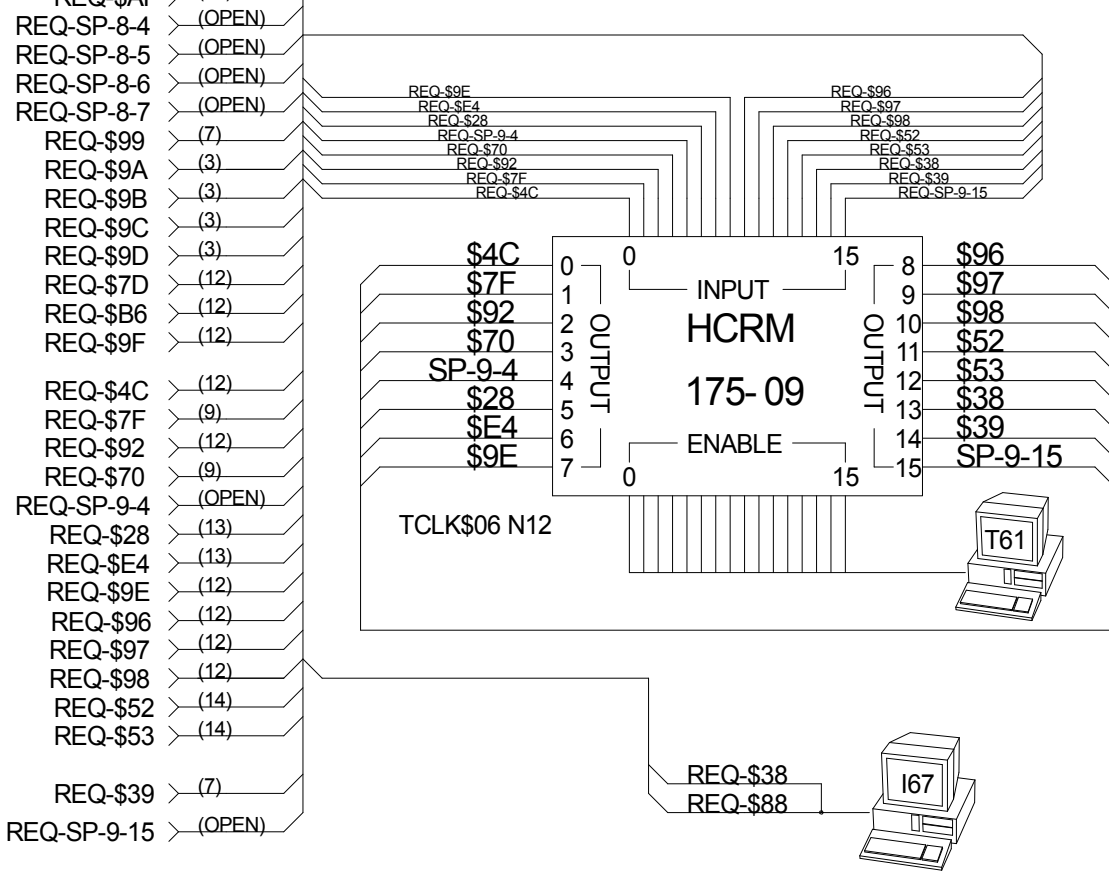 REQ-SP-8-4 (OPEN)
REQ-SP-8-5 (OPEN)
REQ-SP-8-6 (OPEN)
REQ-SP-8-7 (OPEN)
REQ-$99 (7)
REQ-$9A (3)
REQ-$9B (3)
REQ-$9C (3)
REQ-$9D (3)
REQ-$7D (12)
REQ-$B6 (12)
REQ-$9F (12)
REQ-$4C (12)
REQ-$7F (9)
REQ-$92 (12)
REQ-$70 (9)
REQ-SP-9-4 (OPEN)
REQ-$28 (13)
REQ-$E4 (13)
REQ-$9E (12)
REQ-$96 (12)
REQ-$97 (12)
REQ-$98 (12)
REQ-$52 (14)
REQ-$53 (14)
REQ-$39 (7)
REQ-SP-9-15 (OPEN)
REQ-$9E
REQ-$E4
REQ-$28
REQ-SP-9-4
REQ-$70
REQ-$92
REQ-$7F
REQ-$4C
REQ-$96
REQ-$97
REQ-$98
REQ-$52
REQ-$53
REQ-$38
REQ-$39
REQ-SP-9-15
$4C 0
$7F 1
$92 2
$70 3
SP-9-4 4
$28 5
$E4 6
$9E 7
OUTPUT
0 15
INPUT
HCRM
175-09
ENABLE
0 15
OUTPUT
8 $96
9 $97
10 $98
11 $52
12 $53
13 $38
14 $39
15 SP-9-15
TCLK$06 N12
T61
REQ-$38
REQ-$88
I67